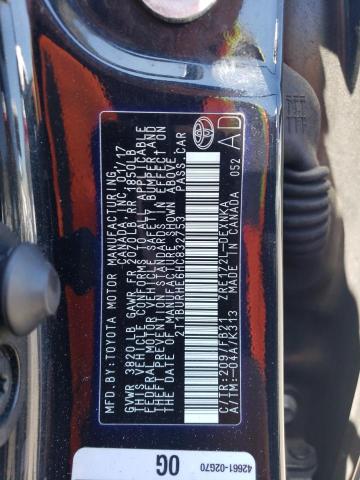 MFD.BY:TOYOTA MOTOR MANUFACTURING
CANADA, INC. 01/17
GVWR 3820 LB GAWR FR 2070LB RR 1850LB
THIS VEHICLE CONFORMS TO ALL APPLICABLE
FEDERAL MOTOR VEHICLE SAFETY, BUMPER AND
THEFT PREVENTION STANDARDS IN EFFECT ON
THE DATE OF MANUFACTURE SHOWN ABOVE.
2T1BURHE6HC832753 PASS.CAR
C/TR:209/FB21 ZRE172L-DEXNKA
A/TM:-04A/K313 MADE IN CANADA 052
AD
42661-02G70
0G